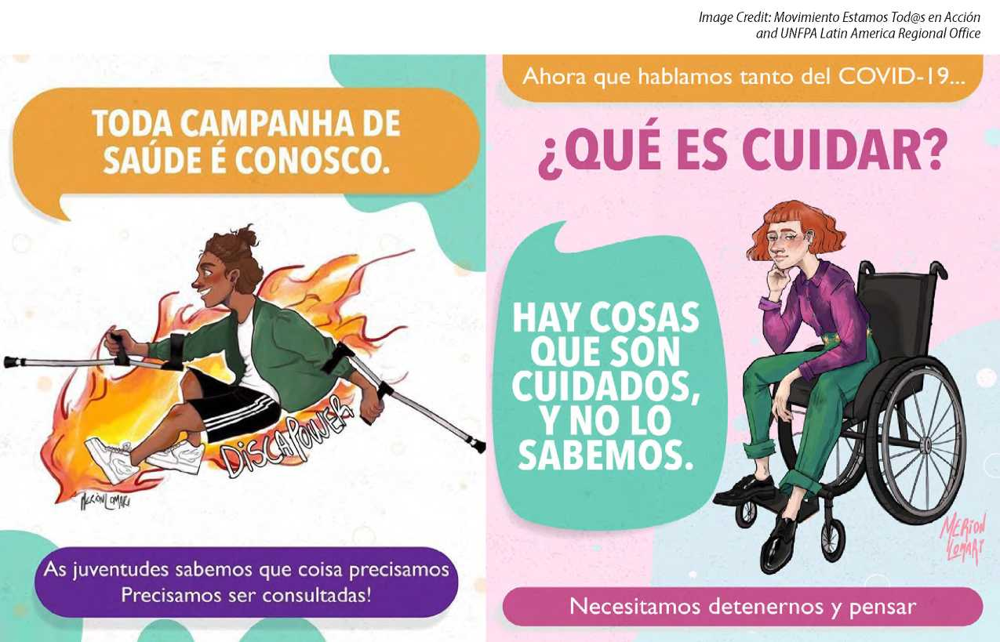 Image Credit: Movimiento Estamos Tod@s en Acción
and UNFPA Latin America Regional Office
TODA CAMPANHA DE
SAÚDE É CONOSCO.
DISCAPOWER
MERIONLOMARI
As juventudes sabemos que coisa precisamos
Precisamos ser consultadas!
Ahora que hablamos tanto del COVID-19...
¿QUÉ ES CUIDAR?
HAY COSAS
QUE SON
CUIDADOS,
Y NO LO
SABEMOS.
MERION
LOMARI
Necesitamos detenernos y pensar